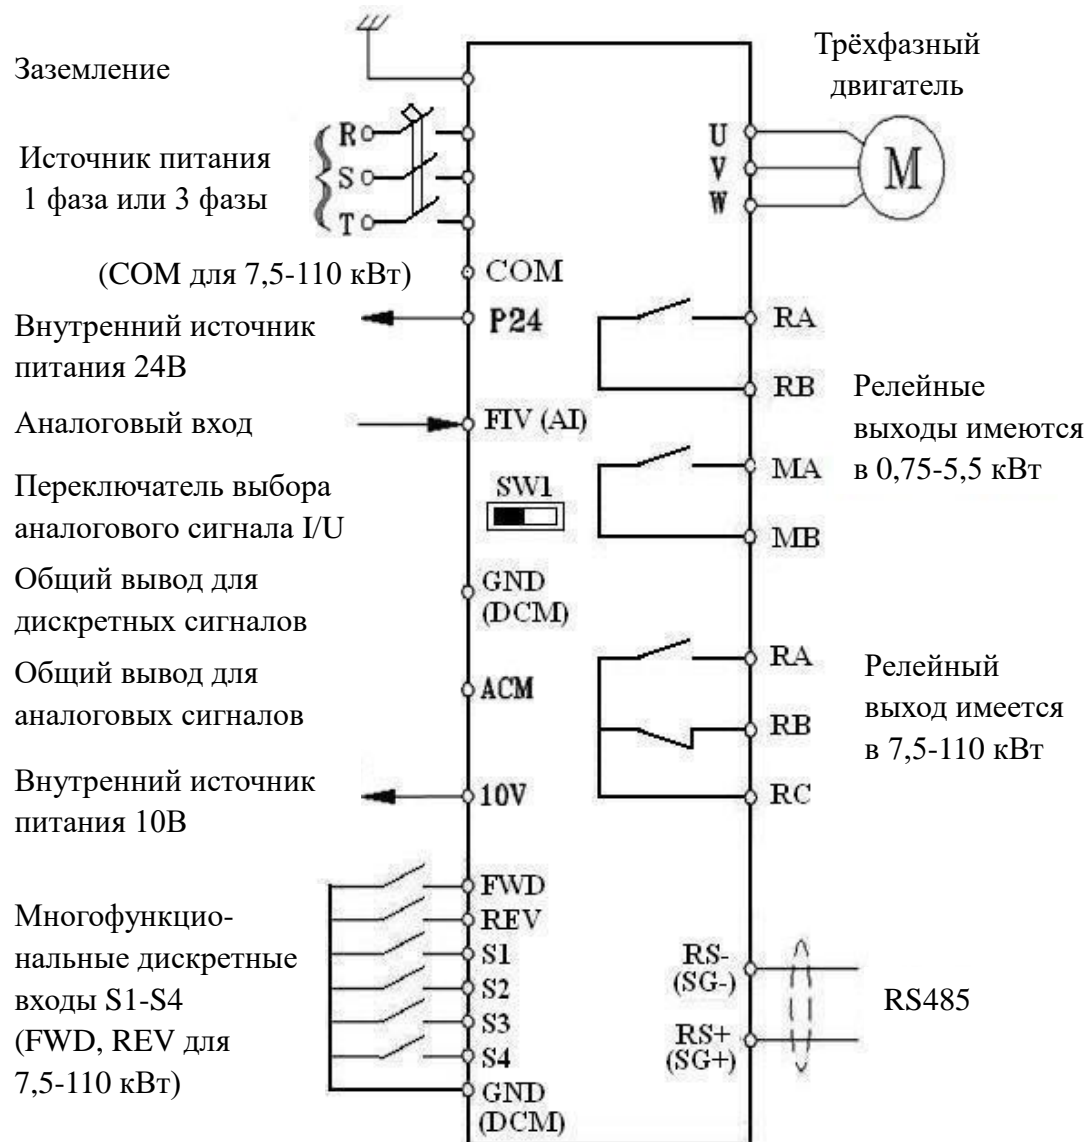 Заземление
Источник питания
1 фаза или 3 фазы
R
S
T
(COM для 7,5-110 кВт)
COM
Внутренний источник
питания 24В
P24
Аналоговый вход
FIV (AI)
Переключатель выбора
аналогового сигнала I/U
SW1
Общий вывод для
дискретных сигналов
GND
(DCM)
Общий вывод для
аналоговых сигналов
ACM
Внутренний источник
питания 10В
10V
Многофункцио-
нальные дискретные
входы S1-S4
(FWD, REV для
7,5-110 кВт)
FWD
REV
S1
S2
S3
S4
GND
(DCM)
Трёхфазный
двигатель
U
V
W
M
RA
RB
MA
MB
Релейные
выходы имеются
в 0,75-5,5 кВт
RA
RB
RC
Релейный
выход имеется
в 7,5-110 кВт
RS-
(SG-)
RS+
(SG+)
RS485